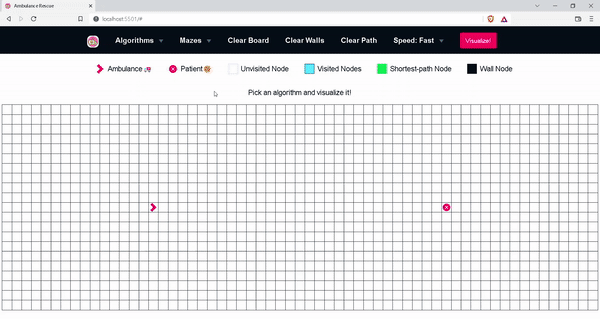 Ambulance Rescue
localhost:5501/#
Algorithms Mazes Clear Board Clear Walls Clear Path Speed: Fast Visualize!
Ambulance Patient Unvisited Node Visited Nodes Shortest-path Node Wall Node
Pick an algorithm and visualize it!